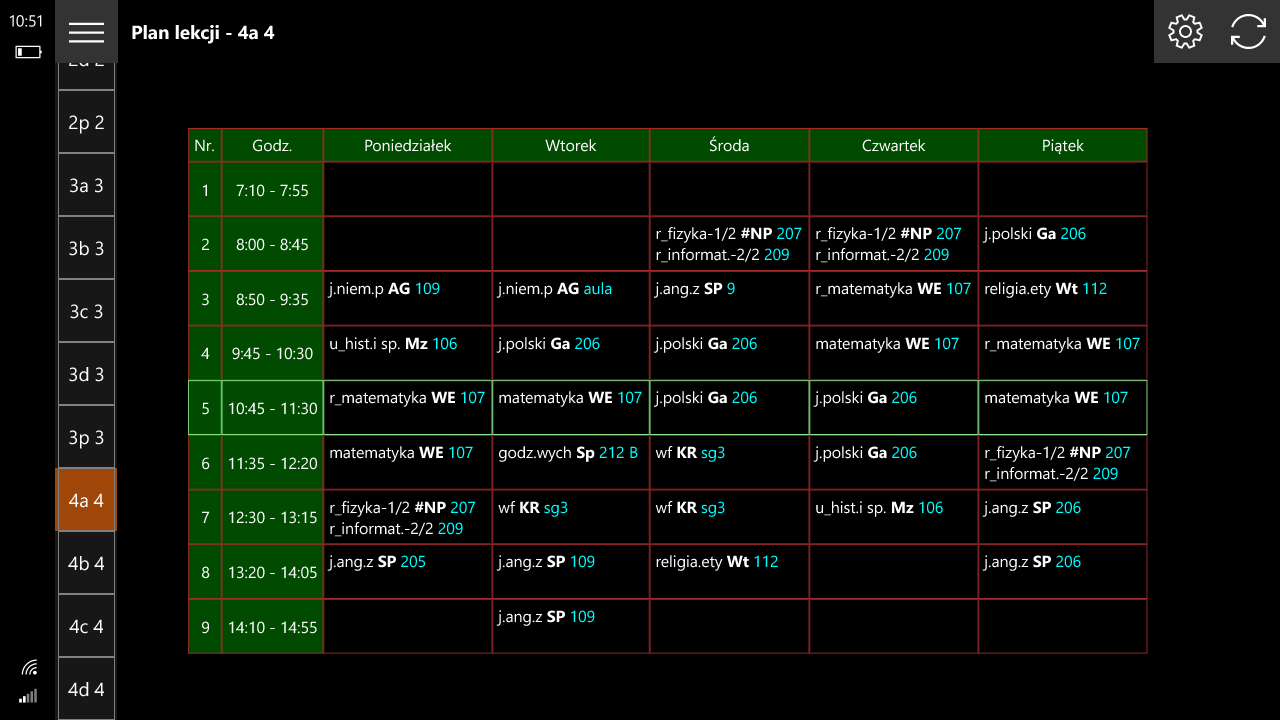 10:51
Plan lekcji - 4a 4
2d 2
2p 2
3a 3
3b 3
3c 3
3d 3
3p 3
4a 4
4b 4
4c 4
4d 4
Nr. Godz. Poniedziałek Wtorek Środa Czwartek Piątek
1 7:10 - 7:55
2 8:00 - 8:45 r_fizyka-1/2 #NP 207 r_fizyka-1/2 #NP 207 j.polski Ga 206
r_informat.-2/2 209 r_informat.-2/2 209
3 8:50 - 9:35 j.niem.p AG 109 j.niem.p AG aula j.ang.z SP 9 r_matematyka WE 107 religia.ety Wt 112
4 9:45 - 10:30 u_hist.i sp. Mz 106 j.polski Ga 206 j.polski Ga 206 matematyka WE 107 r_matematyka WE 107
5 10:45 - 11:30 r_matematyka WE 107 matematyka WE 107 j.polski Ga 206 j.polski Ga 206 matematyka WE 107
6 11:35 - 12:20 matematyka WE 107 godz.wych Sp 212 B wf KR sg3 j.polski Ga 206 r_fizyka-1/2 #NP 207
r_informat.-2/2 209
7 12:30 - 13:15 r_fizyka-1/2 #NP 207 wf KR sg3 wf KR sg3 u_hist.i sp. Mz 106 j.ang.z SP 206
r_informat.-2/2 209
8 13:20 - 14:05 j.ang.z SP 205 j.ang.z SP 109 religia.ety Wt 112 j.ang.z SP 206
9 14:10 - 14:55 j.ang.z SP 109